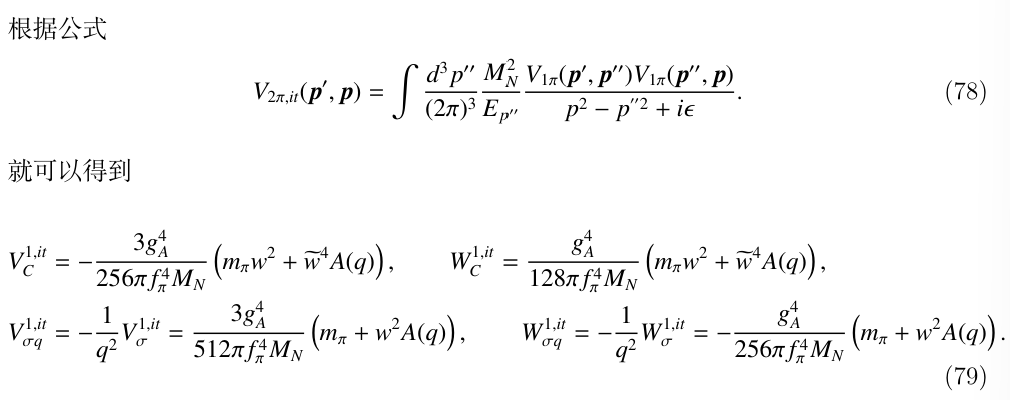 根据公式
$$V_{2\pi,it}(\boldsymbol{p}',\boldsymbol{p}) = \int \frac{d^3p''}{(2\pi)^3} \frac{M_N^2}{E_{p''}} \frac{V_{1\pi}(\boldsymbol{p}',\boldsymbol{p}'')V_{1\pi}(\boldsymbol{p}'',\boldsymbol{p})}{p^2 - p''^2 + i\epsilon}. \quad (78)$$
就可以得到
$$V_C^{1,it} = -\frac{3g_A^4}{256\pi f_\pi^4 M_N}\left(m_\pi w^2 + \widetilde{w}^4 A(q)\right), \quad W_C^{1,it} = \frac{g_A^4}{128\pi f_\pi^4 M_N}\left(m_\pi w^2 + \widetilde{w}^4 A(q)\right),$$
$$V_{\sigma q}^{1,it} = -\frac{1}{q^2}V_\sigma^{1,it} = \frac{3g_A^4}{512\pi f_\pi^4 M_N}\left(m_\pi + w^2 A(q)\right), \quad W_{\sigma q}^{1,it} = -\frac{1}{q^2}W_\sigma^{1,it} = -\frac{g_A^4}{256\pi f_\pi^4 M_N}\left(m_\pi + w^2 A(q)\right).$$
(79)